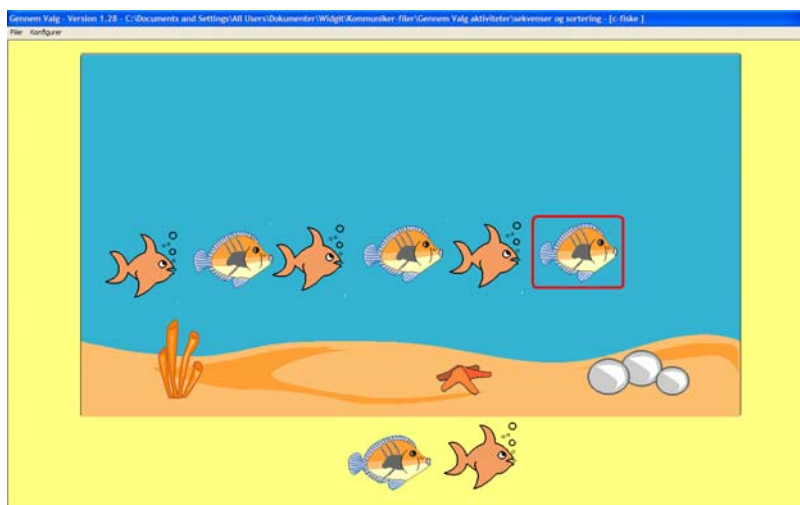 Gennem Valg - Version 1.28 - C:\Documents and Settings\All Users\Dokumenter\Widgit\Kommuniker-filer\Gennem Valg aktiviteter\sekvenser og sortering - [c-fiske ]
Filer Konfigurer